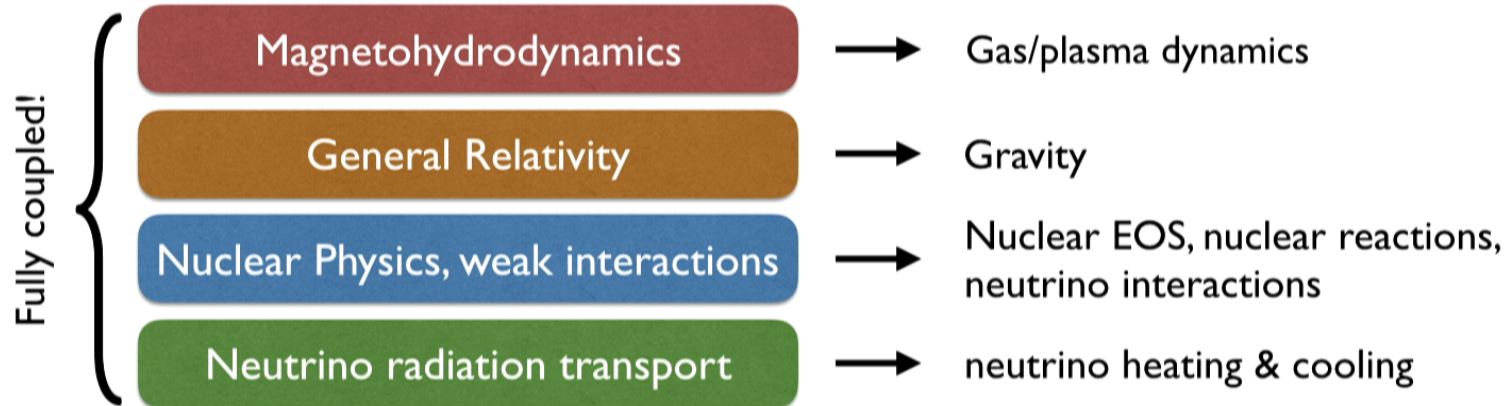 Fully coupled!
Magnetohydrodynamics
Gas/plasma dynamics
General Relativity
Gravity
Nuclear Physics, weak interactions
Nuclear EOS, nuclear reactions,
neutrino interactions
Neutrino radiation transport
neutrino heating & cooling